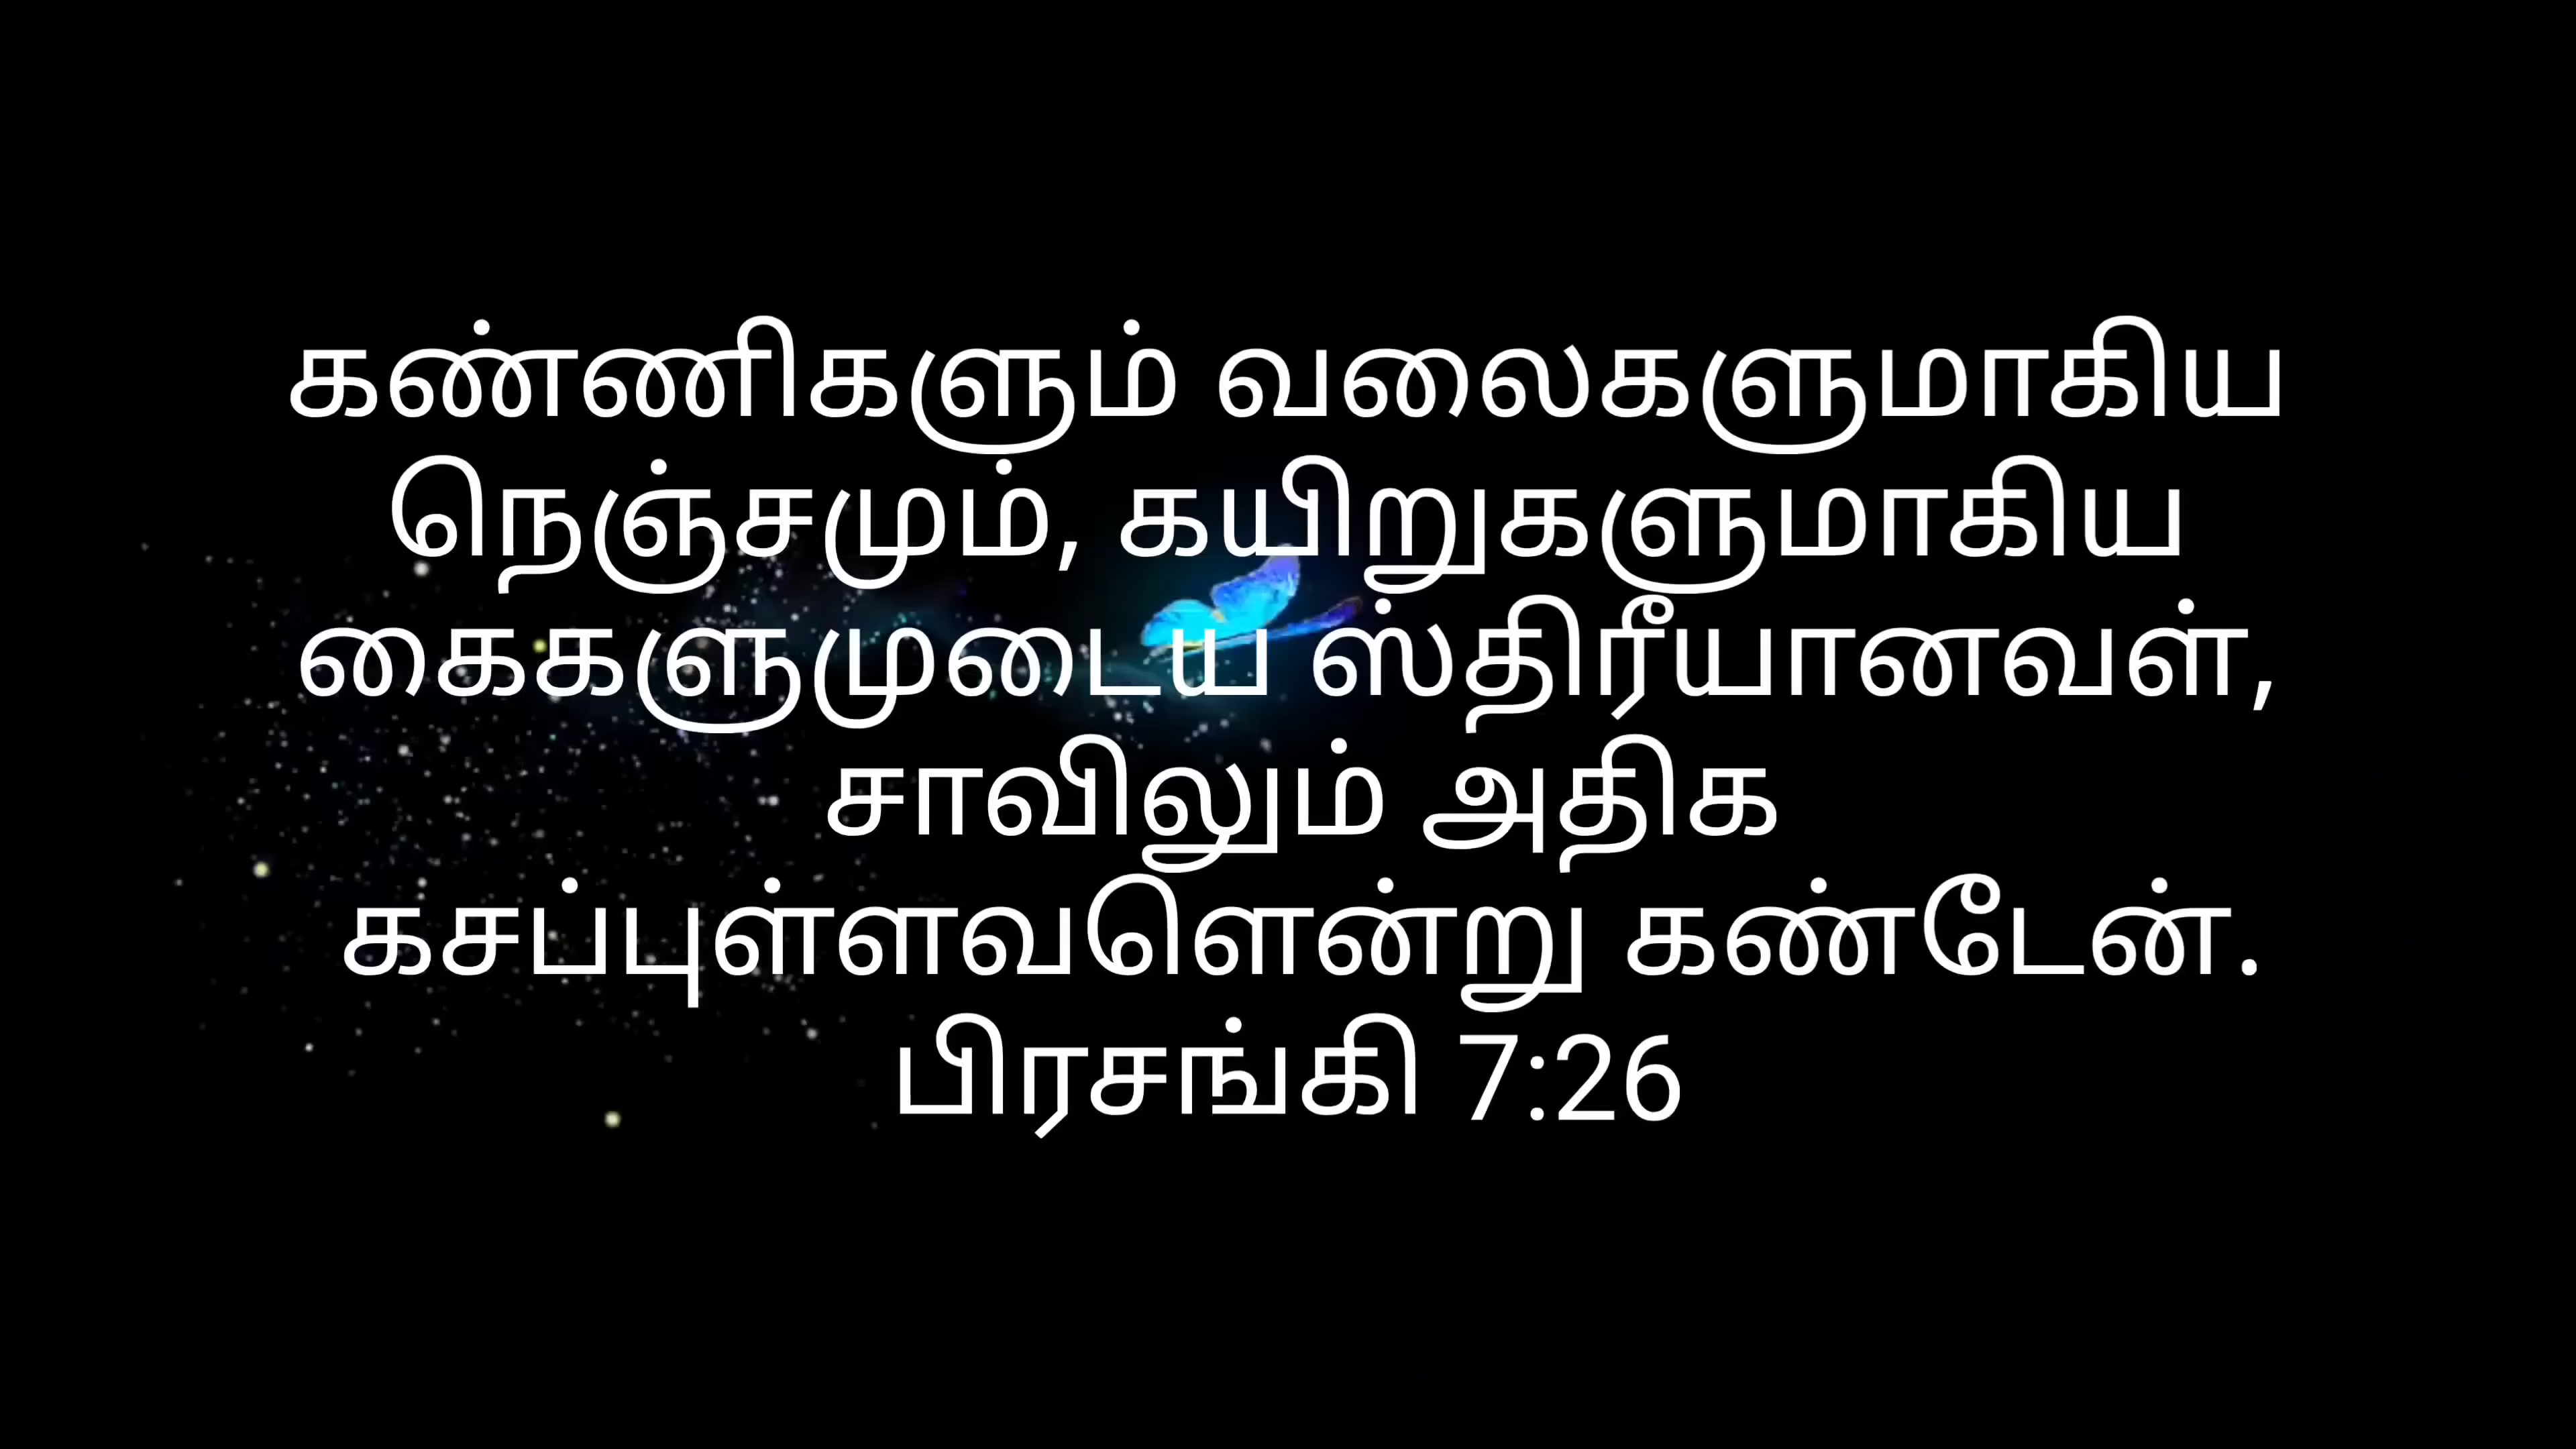 கண்ணிகளும் வலைகளுமாகிய
நெஞ்சமும், கயிறுகளுமாகிய
கைகளுமுடைய ஸ்திரீயானவள்,
சாவிலும் அதிக
கசப்புள்ளவளென்று கண்டேன்.
பிரசங்கி 7:26